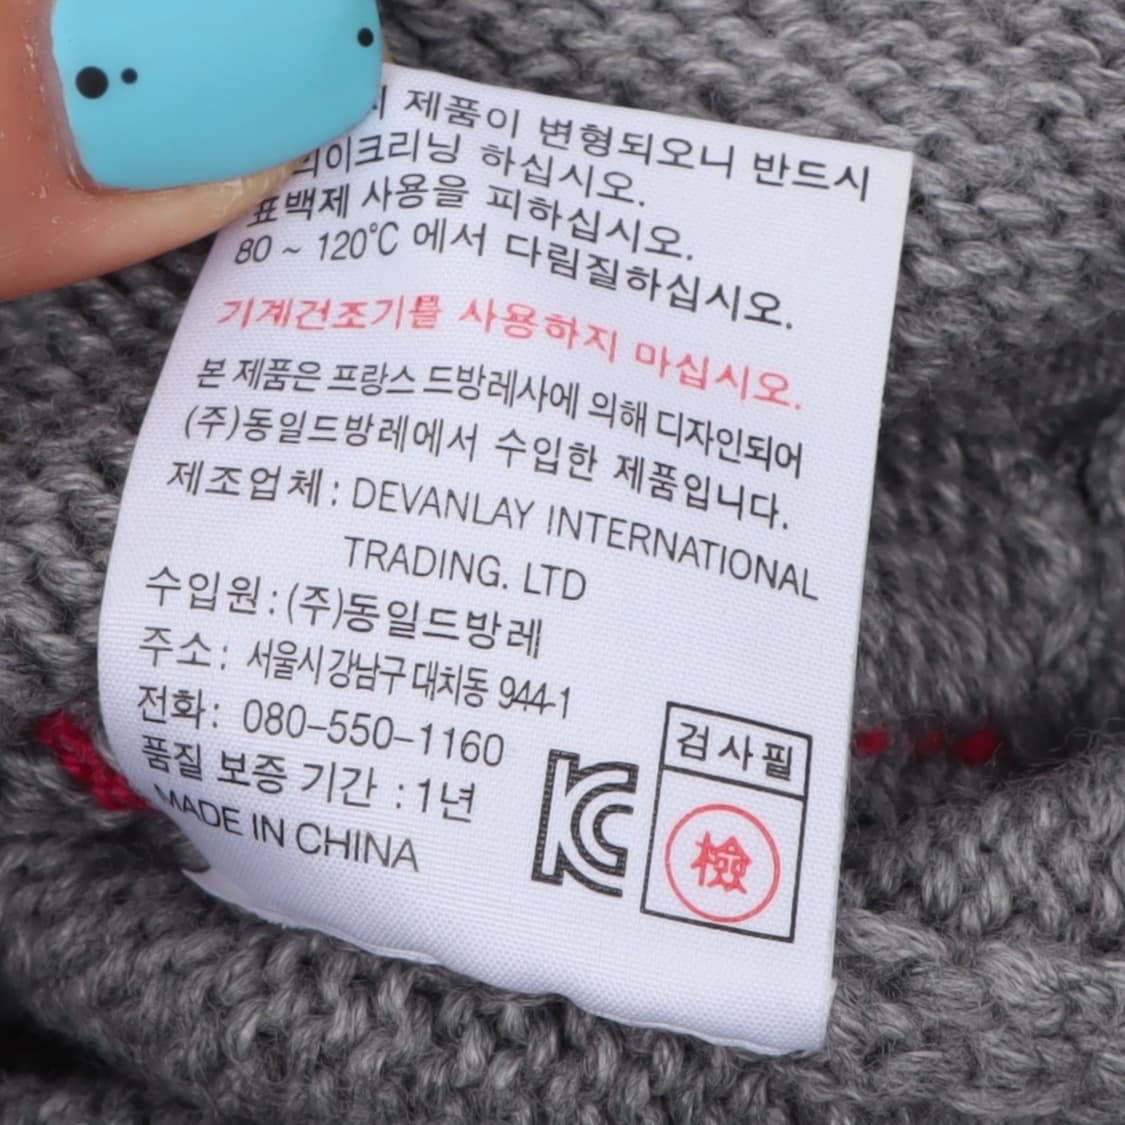 제품이 변형되오니 반드시
하십시오.
표백제 사용을 피하십시오.
80 ~ 120℃ 에서 다림질하십시오.
기계건조기를 사용하지 마십시오.
본 제품은 프랑스 드방레사에 의해 디자인되어
(주)동일드방레에서 수입한 제품입니다.
제조업체 : DEVANLAY INTERNATIONAL
TRADING. LTD
수입원 : (주)동일드방레
주소 : 서울시 강남구 대치동 944-1
전화 : 080-550-1160
품질 보증 기간 : 1년
MADE IN CHINA
KC
검사필
檢